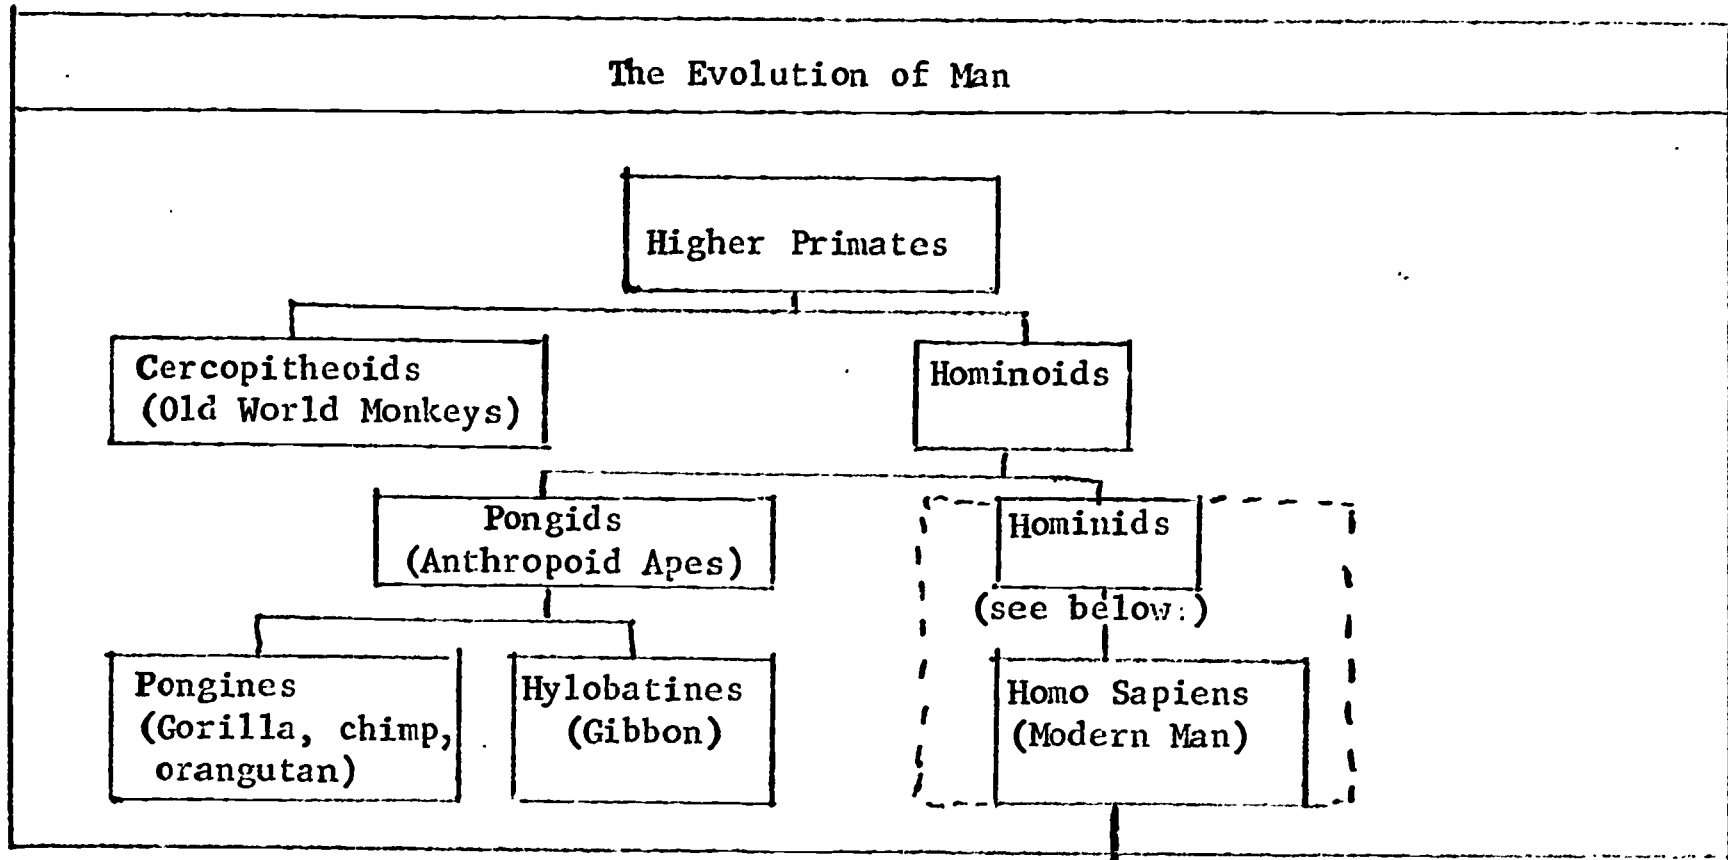 The Evolution of Man
Higher Primates
Cercopitheoids
(Old World Monkeys)
Hominoids
Pongids
(Anthropoid Apes)
Hominids
(see below:)
Pongines
(Gorilla, chimp,
orangutan)
Hylobatines
(Gibbon)
Homo Sapiens
(Modern Man)